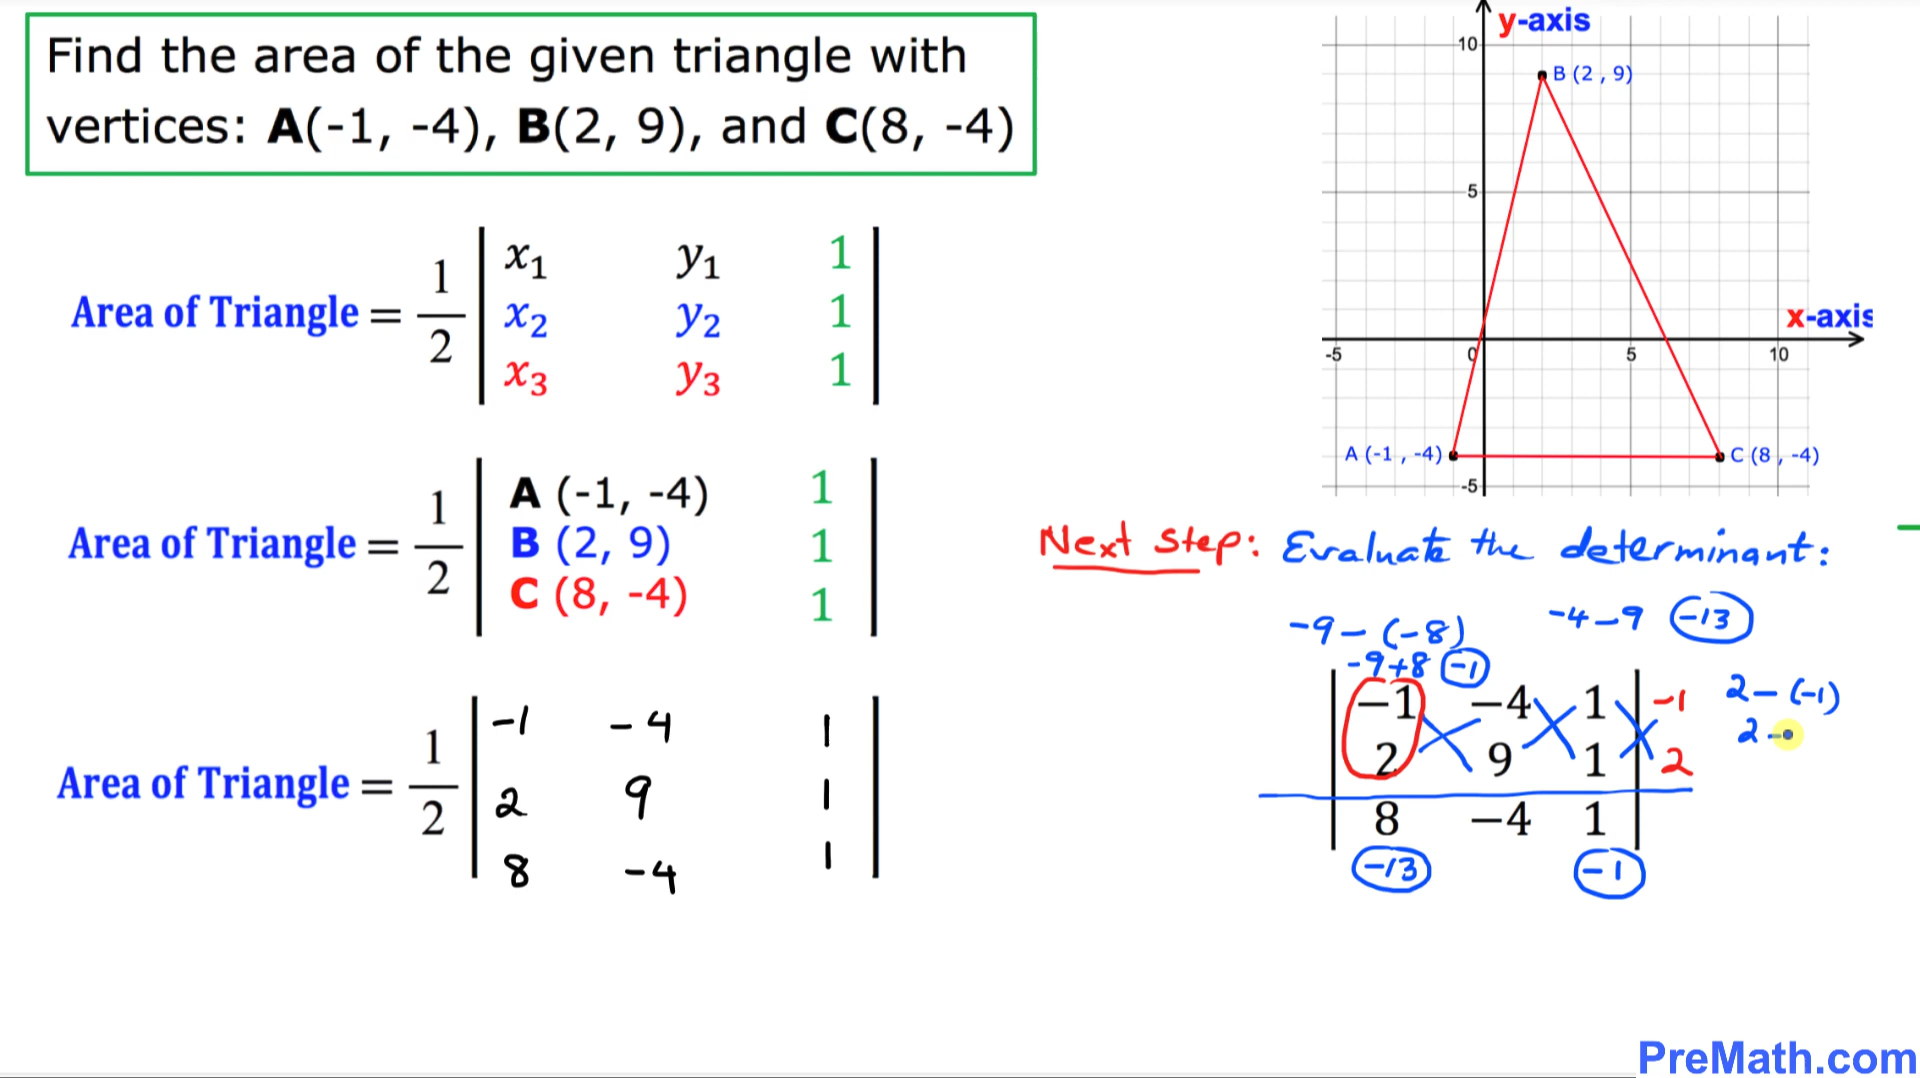 Find the area of the given triangle with
vertices: A(-1, -4), B(2, 9), and C(8, -4)
Area of Triangle = 1/2 | x₁ y₁ 1 |
| x₂ y₂ 1 |
| x₃ y₃ 1 |
Area of Triangle = 1/2 | A (-1, -4) 1 |
| B (2, 9) 1 |
| C (8, -4) 1 |
Area of Triangle = 1/2 | -1 -4 1 |
| 2 9 1 |
| 8 -4 1 |
y-axis
10
B (2 , 9)
5
x-axis
-5 0 5 10
A (-1 , -4)
C (8 , -4)
-5
Next step: Evaluate the determinant:
-9-(-8) -4-9 -13
-9+8 -1
-1 -4 1 -1 2-(-1)
2 9 1 2 2-
8 -4 1
-13 -1
PreMath.com